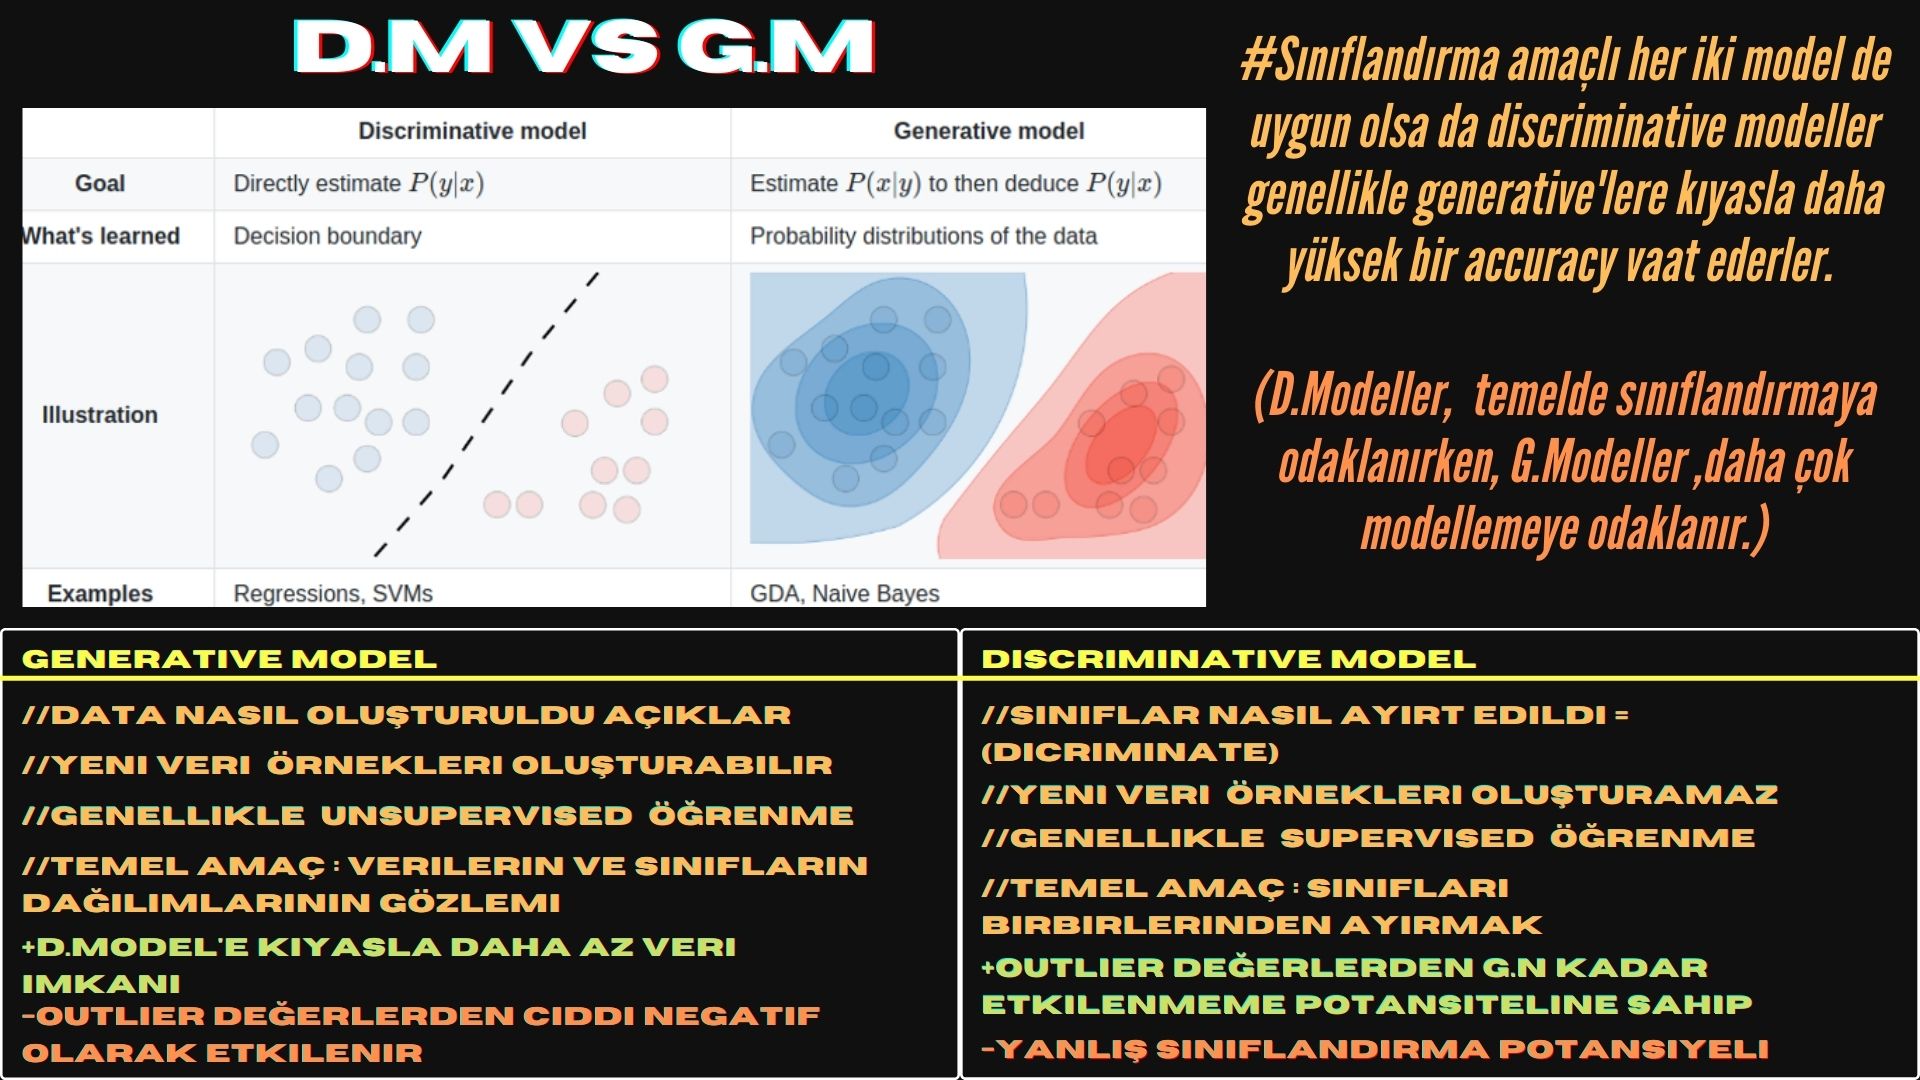 D.M VS G.M
#Sınıflandırma amaçlı her iki model de
uygun olsa da discriminative modeller
genellikle generative'lere kıyasla daha
yüksek bir accuracy vaat ederler.
(D.Modeller, temelde sınıflandırmaya
odaklanırken, G.Modeller ,daha çok
modellemeye odaklanır.)
Discriminative model Generative model
Goal Directly estimate P(y|x) Estimate P(x|y) to then deduce P(y|x)
What's learned Decision boundary Probability distributions of the data
Illustration
Examples Regressions, SVMs GDA, Naive Bayes
GENERATIVE MODEL
//DATA NASIL OLUŞTURULDU AÇIKLAR
//YENI VERI ÖRNEKLERI OLUŞTURABILIR
//GENELLIKLE UNSUPERVISED ÖĞRENME
//TEMEL AMAÇ : VERILERIN VE SINIFLARIN
DAĞILIMLARININ GÖZLEMI
+D.MODEL'E KIYASLA DAHA AZ VERI
IMKANI
-OUTLIER DEĞERLERDEN CIDDI NEGATIF
OLARAK ETKILENIR
DISCRIMINATIVE MODEL
//SINIFLAR NASIL AYIRT EDILDI =
(DICRIMINATE)
//YENI VERI ÖRNEKLERI OLUŞTURAMAZ
//GENELLIKLE SUPERVISED ÖĞRENME
//TEMEL AMAÇ : SINIFLARI
BIRBIRLERINDEN AYIRMAK
+OUTLIER DEĞERLERDEN G.N KADAR
ETKILENMEME POTANSITELINE SAHIP
-YANLIŞ SINIFLANDIRMA POTANSIYELI